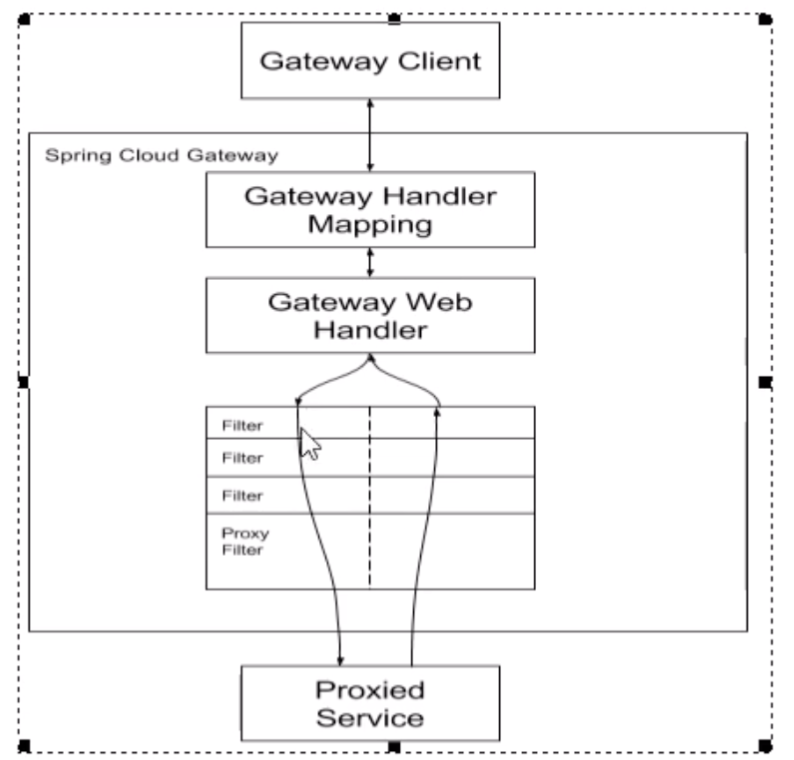 Gateway Client
Spring Cloud Gateway
Gateway Handler
Mapping
Gateway Web
Handler
Filter
Filter
Filter
Proxy
Filter
Proxied
Service